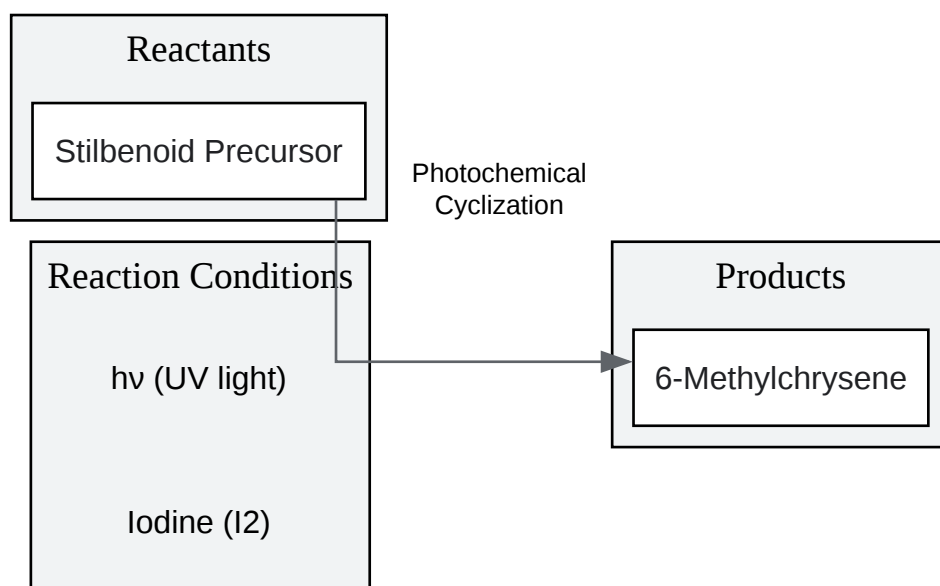 Reactants
Stilbenoid Precursor
Photochemical
Cyclization
Reaction Conditions
hν (UV light)
Iodine (I2)
Products
6-Methylchrysene